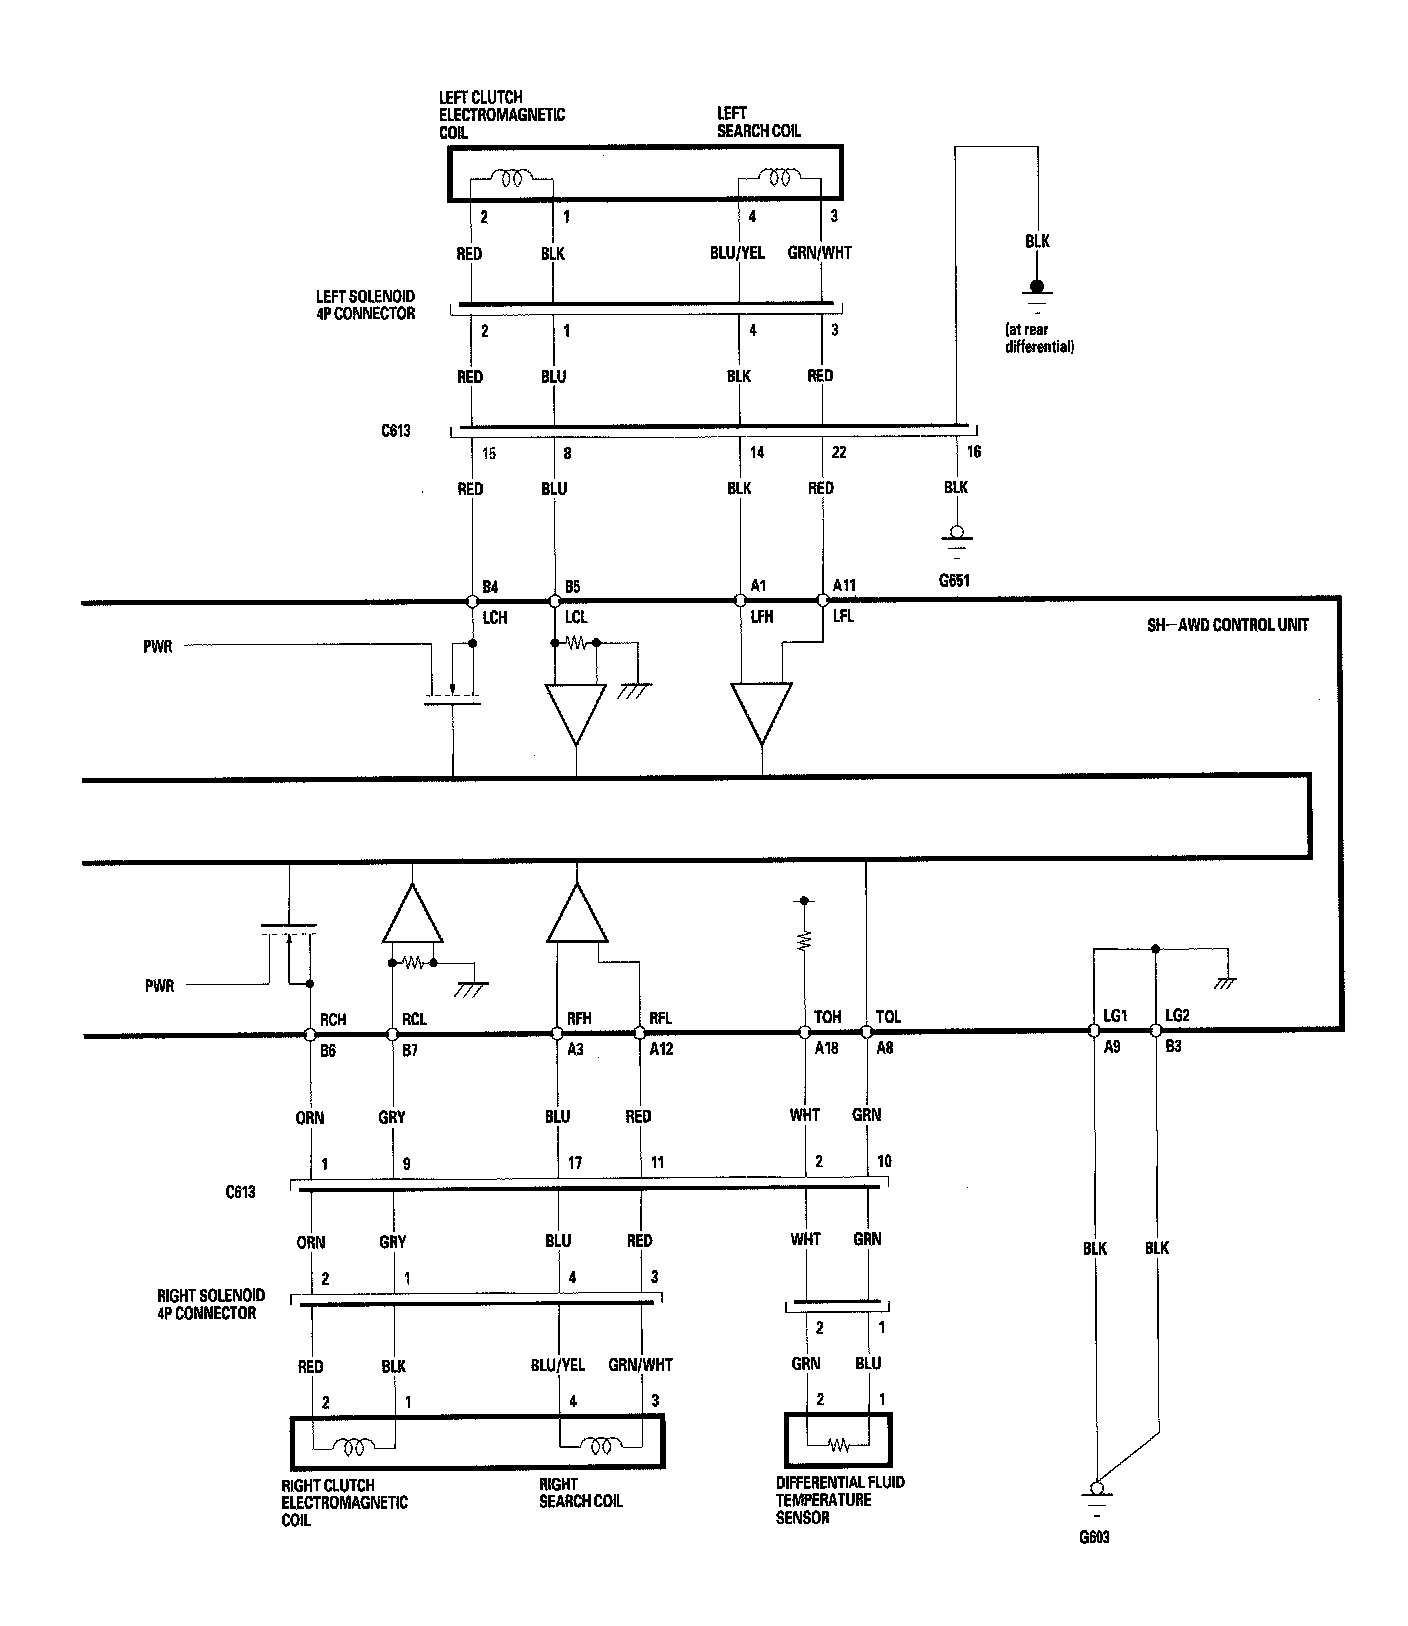 LEFT CLUTCH
ELECTROMAGNETIC
COIL
LEFT
SEARCH COIL
2 1 4 3
RED BLK BLU/YEL GRN/WHT
BLK
LEFT SOLENOID
4P CONNECTOR
(at rear
differential)
2 1 4 3
RED BLU BLK RED
C613
15 8 14 22 16
RED BLU BLK RED BLK
G651
B4 B5 A1 A11
LCH LCL LFH LFL
SH-AWD CONTROL UNIT
PWR
PWR
RCH RCL RFH RFL TOH TOL LG1 LG2
B6 B7 A3 A12 A18 A8 A9 B3
ORN GRY BLU RED WHT GRN
1 9 17 11 2 10
C613
ORN GRY BLU RED WHT GRN BLK BLK
2 1 4 3
RIGHT SOLENOID
4P CONNECTOR
2 1
RED BLK BLU/YEL GRN/WHT GRN BLU
2 1 4 3 2 1
RIGHT CLUTCH
ELECTROMAGNETIC
COIL
RIGHT
SEARCH COIL
DIFFERENTIAL FLUID
TEMPERATURE
SENSOR
G603